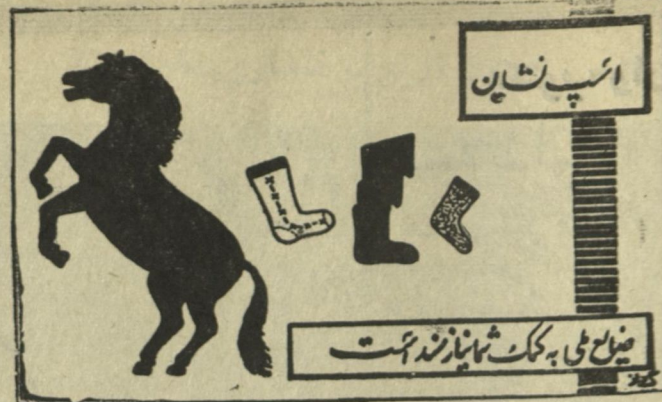 اسپ نشان
صنایع ملی به کمک شما نیازمند است